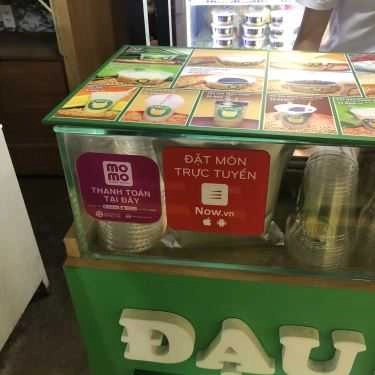 mo
mo
THANH TOÁN
TẠI ĐÂY
ĐẶT MÓN
TRỰC TUYẾN
Now.vn
ĐẬU